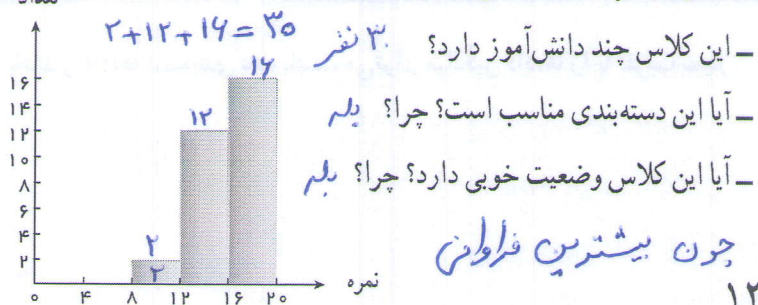 تعداد
۲+۱۲+۱۶=۳۰
ـ این کلاس چند دانش‌آموز دارد؟ ۳۰ نفر
ـ آیا این دسته‌بندی مناسب است؟ چرا؟ بله
ـ آیا این کلاس وضعیت خوبی دارد؟ چرا؟ بله
چون بیشترین فراوانی
۱۶
۱۴
۱۲
۱۰
۸
۶
۴
۲
۲
۲
۱۲
۱۶
۰ ۴ ۸ ۱۲ ۱۶ ۲۰
نمره
۱۲